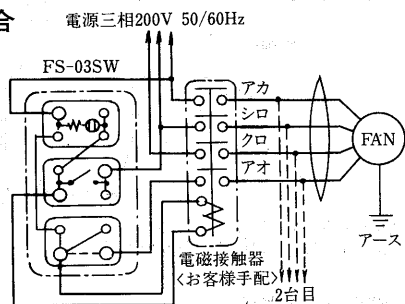 合
電源三相200V 50/60Hz
FS-03SW
アカ
シロ
クロ
アオ
FAN
アース
電磁接触器
〈お客様手配〉
2台目